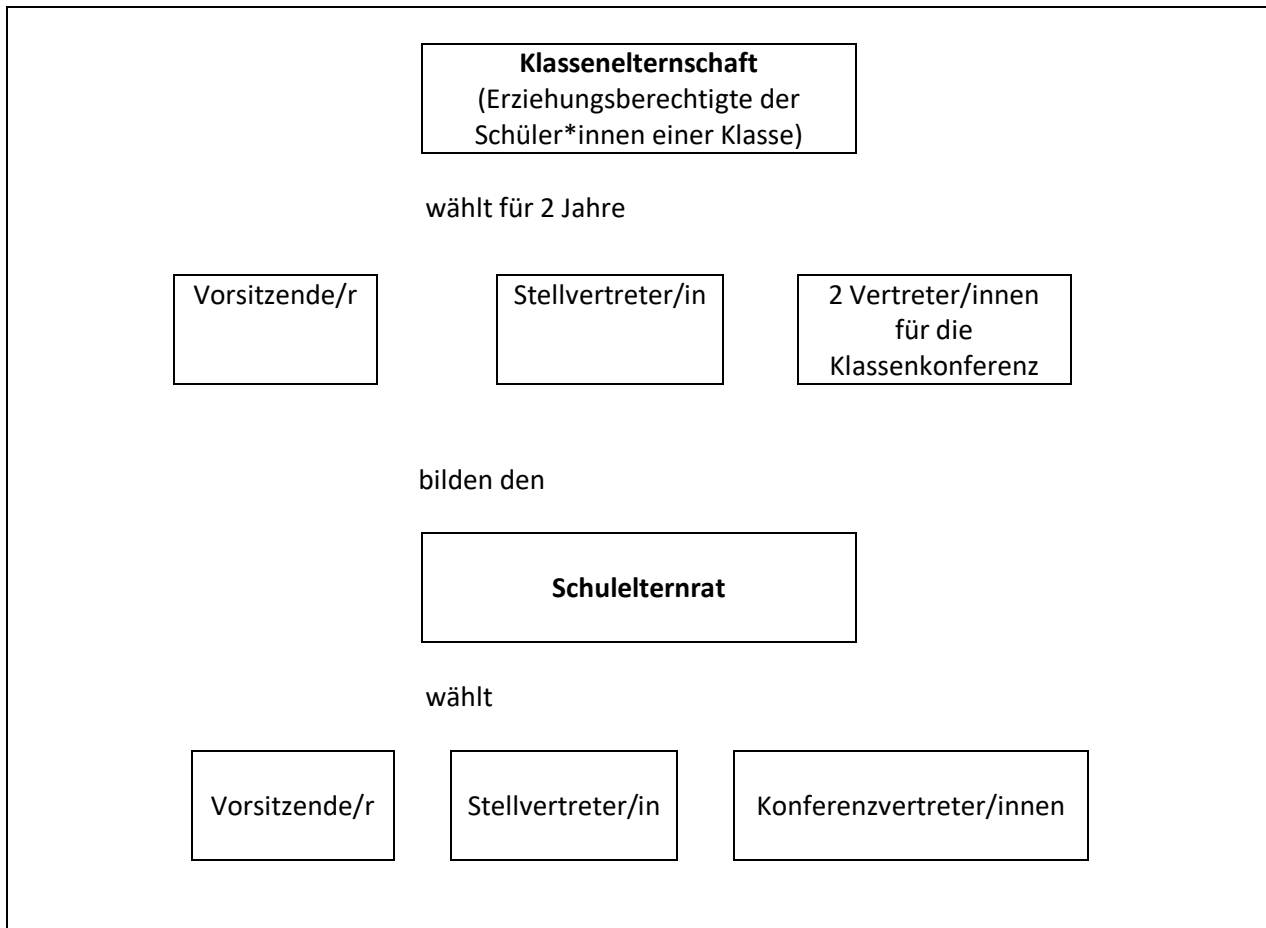 Klassenelternschaft
(Erziehungsberechtigte der
Schüler*innen einer Klasse)
wählt für 2 Jahre
Vorsitzende/r
Stellvertreter/in
2 Vertreter/innen
für die
Klassenkonferenz
bilden den
Schulelternrat
wählt
Vorsitzende/r
Stellvertreter/in
Konferenzvertreter/innen